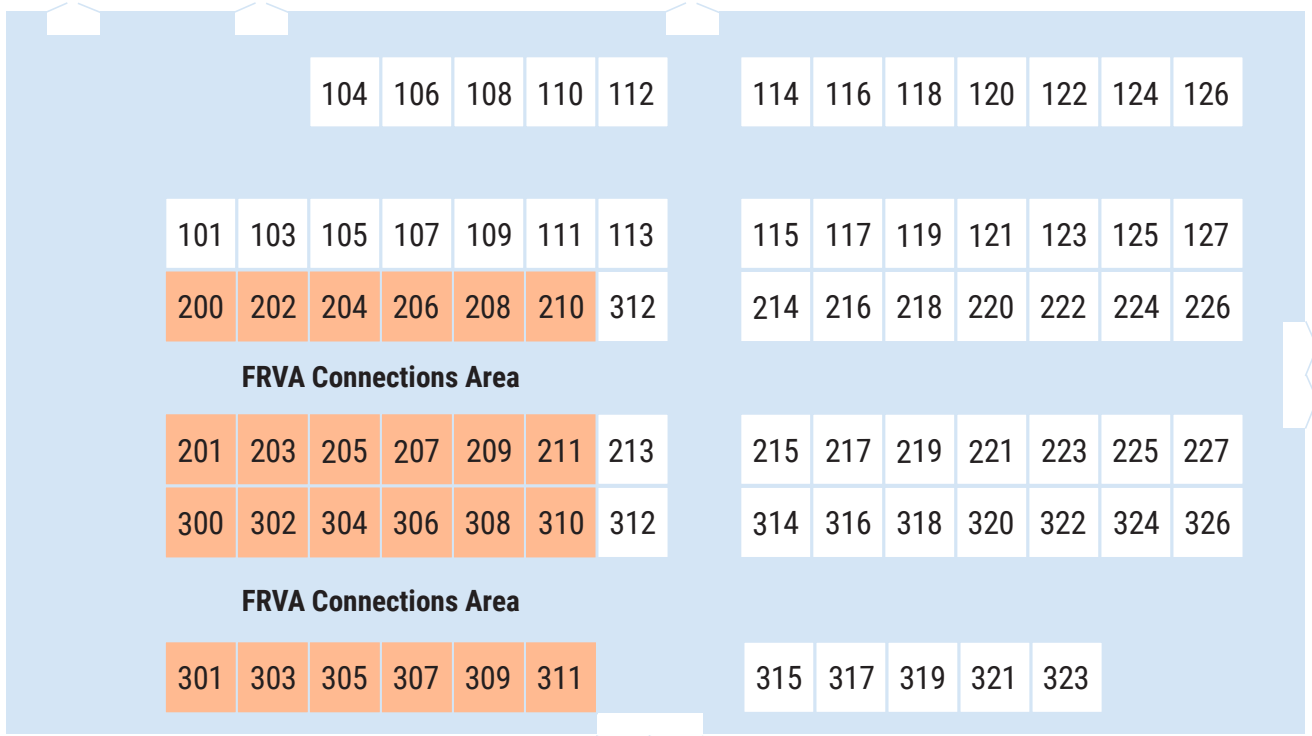 104 106 108 110 112 114 116 118 120 122 124 126
101 103 105 107 109 111 113 115 117 119 121 123 125 127
200 202 204 206 208 210 312 214 216 218 220 222 224 226
FRVA Connections Area
201 203 205 207 209 211 213 215 217 219 221 223 225 227
300 302 304 306 308 310 312 314 316 318 320 322 324 326
FRVA Connections Area
301 303 305 307 309 311 315 317 319 321 323